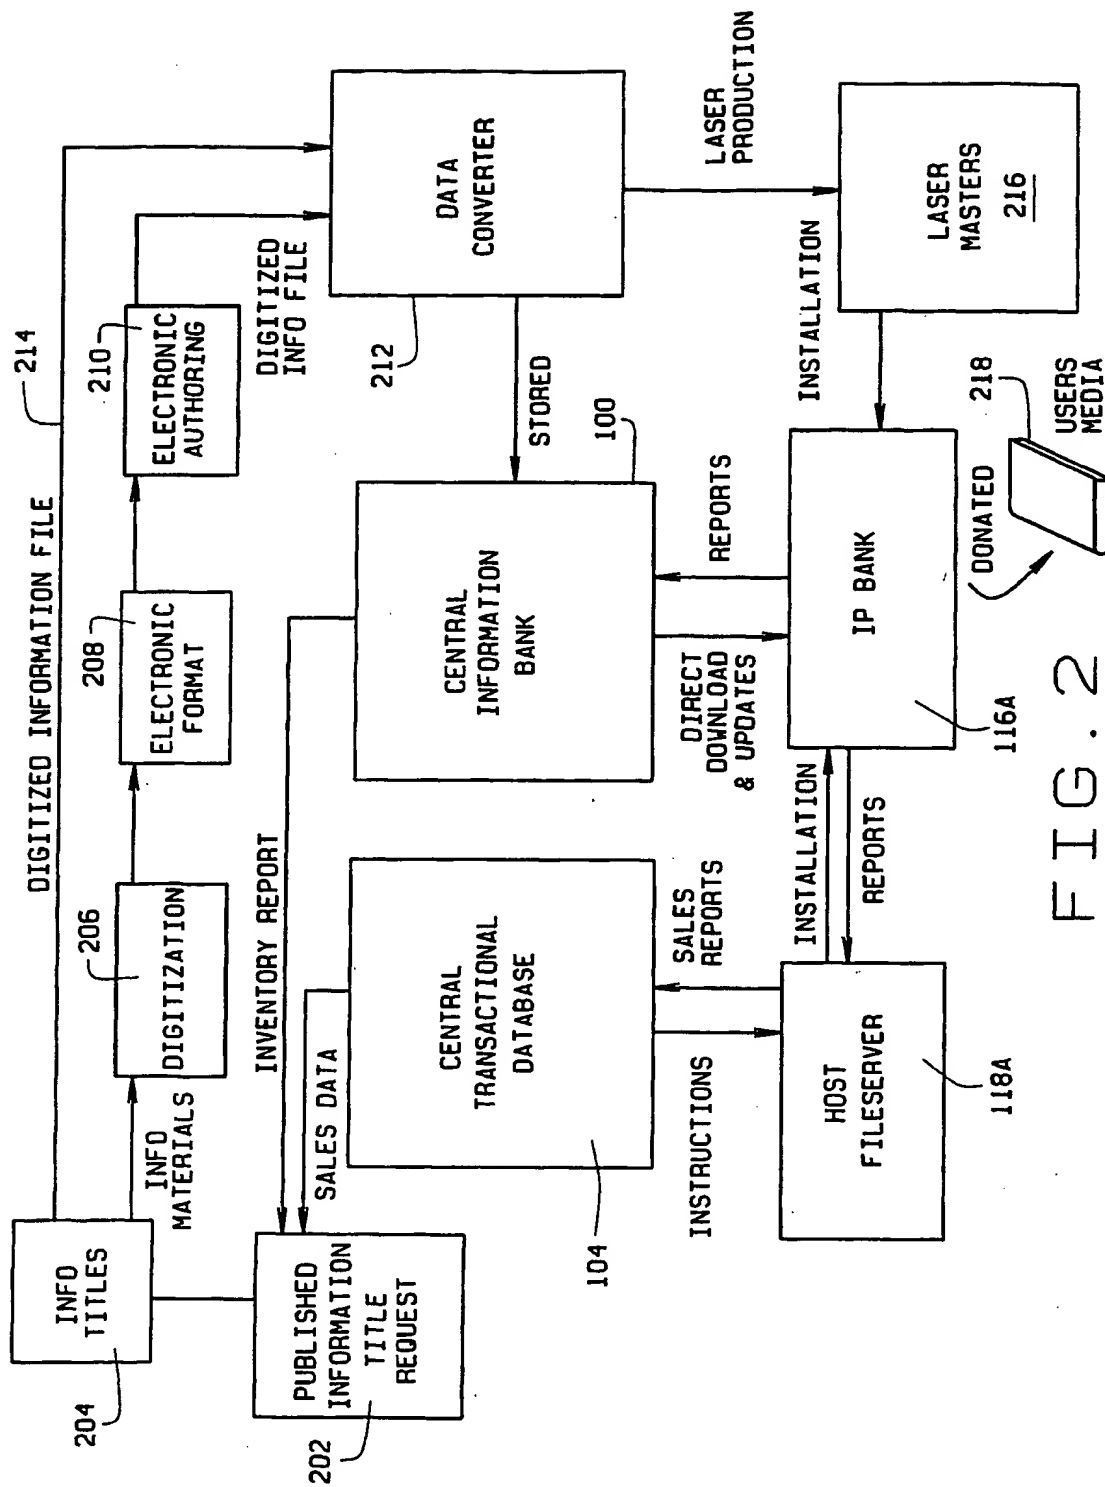 DIGITIZED INFORMATION FILE
214
INFO
TITLES
204
INFO
MATERIALS
DIGITIZATION
206
ELECTRONIC
FORMAT
208
ELECTRONIC
AUTHORING
210
DIGITIZED
INFO FILE
PUBLISHED
INFORMATION
TITLE
REQUEST
202
INVENTORY REPORT
SALES DATA
CENTRAL
TRANSACTIONAL
DATABASE
104
CENTRAL
INFORMATION
BANK
100
STORED
DATA
CONVERTER
212
LASER
PRODUCTION
INSTRUCTIONS
SALES
REPORTS
DIRECT
DOWNLOAD
& UPDATES
REPORTS
HOST
FILESERVER
118A
INSTALLATION
REPORTS
IP BANK
116A
INSTALLATION
LASER
MASTERS
216
DONATED
218
USERS
MEDIA
FIG.2